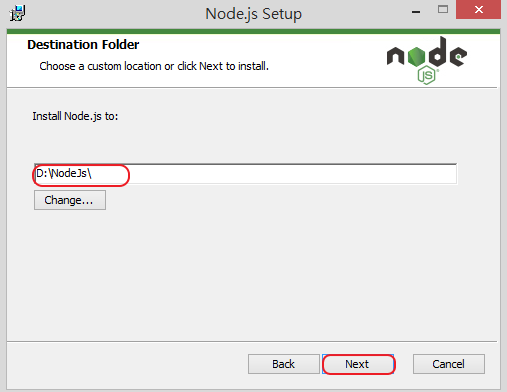 Node.js Setup
Destination Folder
Choose a custom location or click Next to install.
node
JS
Install Node.js to:
D:\NodeJs\
Change...
Back
Next
Cancel